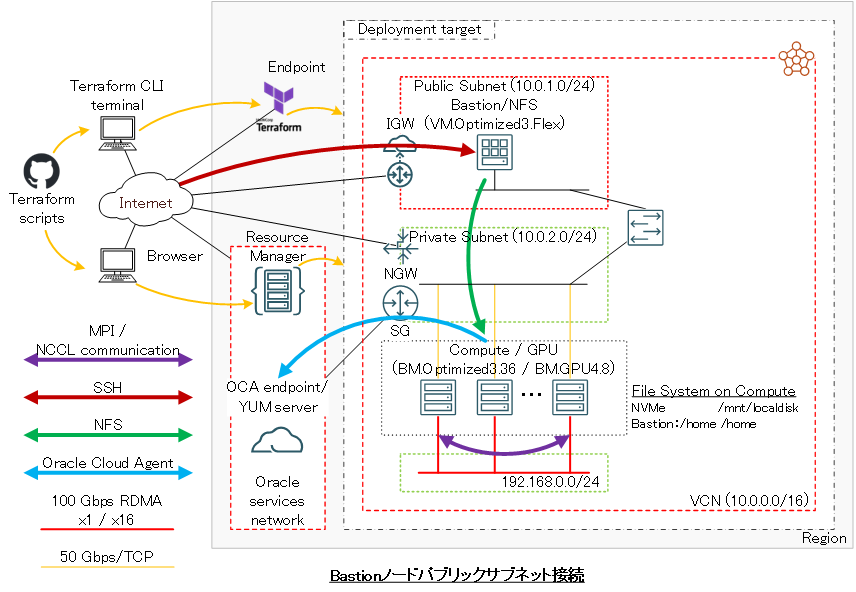 Deployment target
Endpoint
Terraform CLI
terminal
HashiCorp
Terraform
Public Subnet (10.0.1.0/24)
Bastion/NFS
IGW (VM.Optimized3.Flex)
Terraform
scripts
Internet
Browser
Resource
Manager
Private Subnet (10.0.2.0/24)
NGW
SG
MPI /
NCCL communication
SSH
NFS
Oracle Cloud Agent
100 Gbps RDMA
x1 / x16
50 Gbps/TCP
OCA endpoint/
YUM server
Oracle
services
network
Compute / GPU
(BM.Optimized3.36 / BM.GPU4.8)
...
File System on Compute
NVMe /mnt/localdisk
Bastion:/home /home
192.168.0.0/24
VCN (10.0.0.0/16)
Region
Bastionノードパブリックサブネット接続